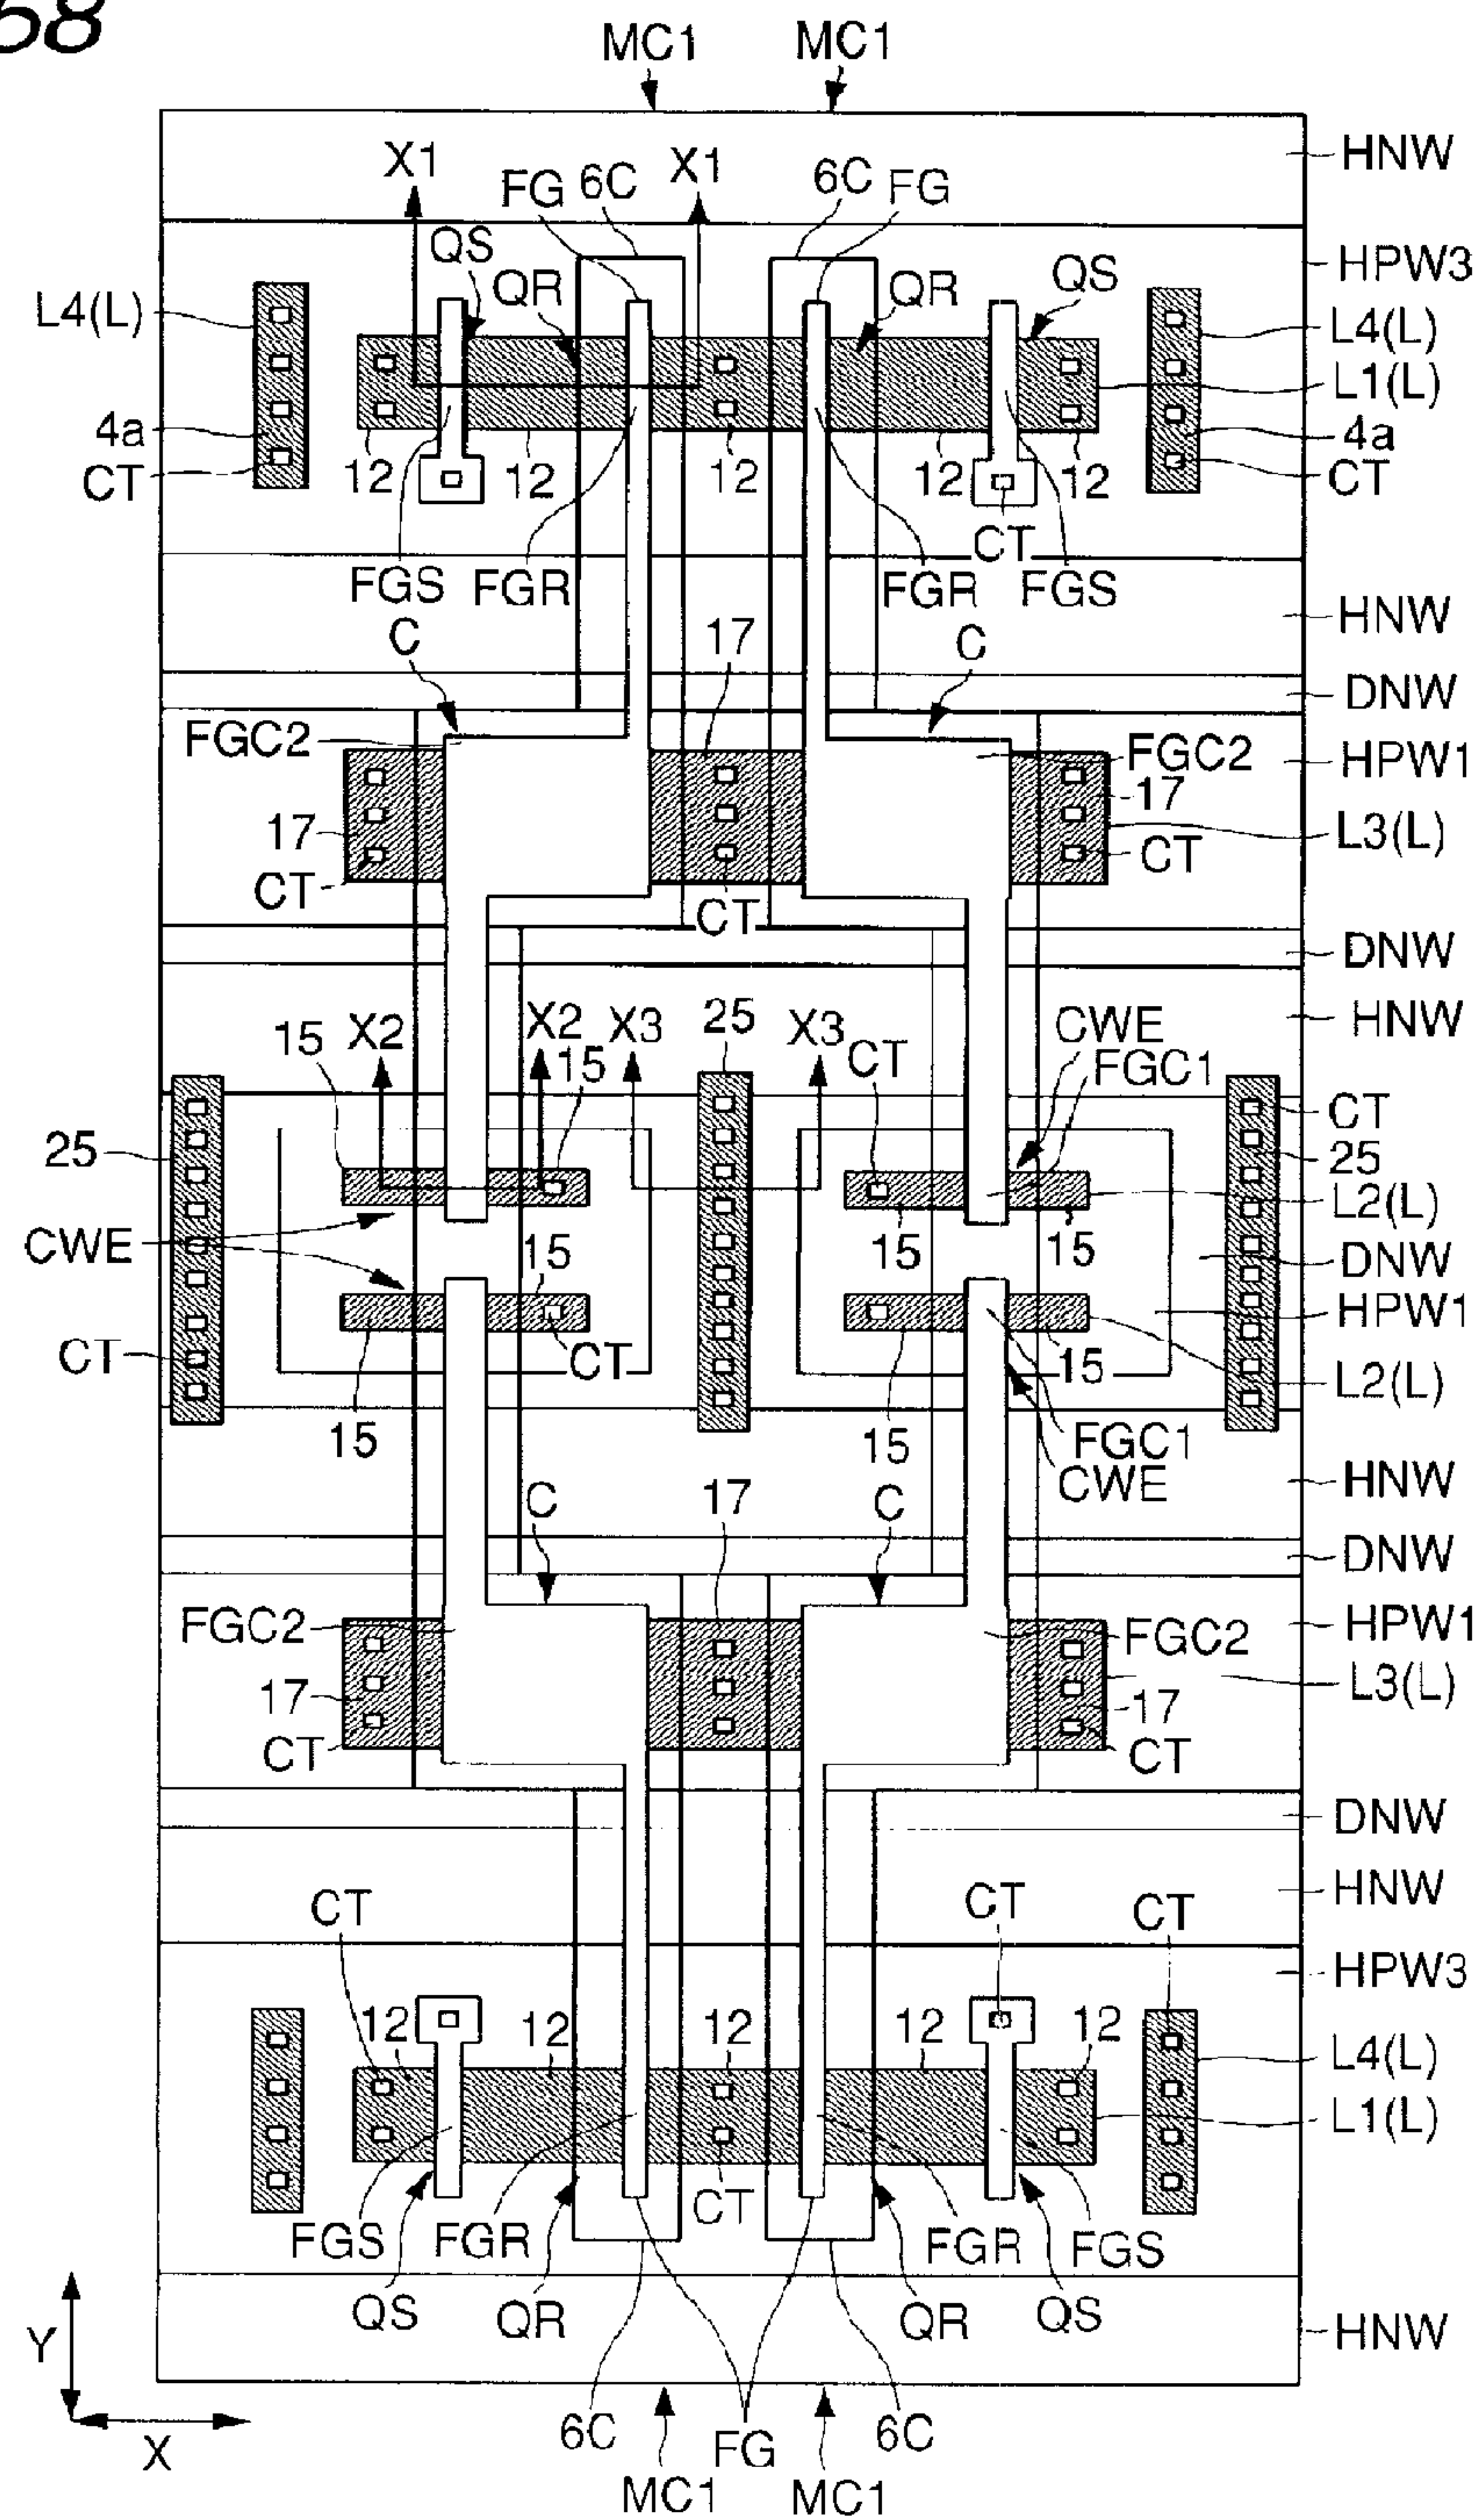 58
MC1 MC1
HNW
X1 FG 6C X1 6C FG
QS QR QR QS HPW3
L4(L) L4(L)
L1(L)
4a 4a
CT 12 12 12 12 12 CT
CT
FGS FGR FGR FGS HNW
C 17 C
DNW
FGC2 FGC2 HPW1
17 17 L3(L)
CT CT CT
DNW
HNW
15 X2 X2 15 X3 25 X3 CT CWE
FGC1
CT
25 25
L2(L)
CWE 15 15 15 DNW
HPW1
CT CT 15 L2(L)
15 15 FGC1
CWE HNW
C 17 C
DNW
FGC2 FGC2 HPW1
17 17 L3(L)
CT CT
DNW
CT CT CT HNW
HPW3
12 12 12 12 12 L4(L)
L1(L)
CT
FGS FGR FGR FGS
QS QR QR QS HNW
Y
X 6C FG 6C
MC1 MC1